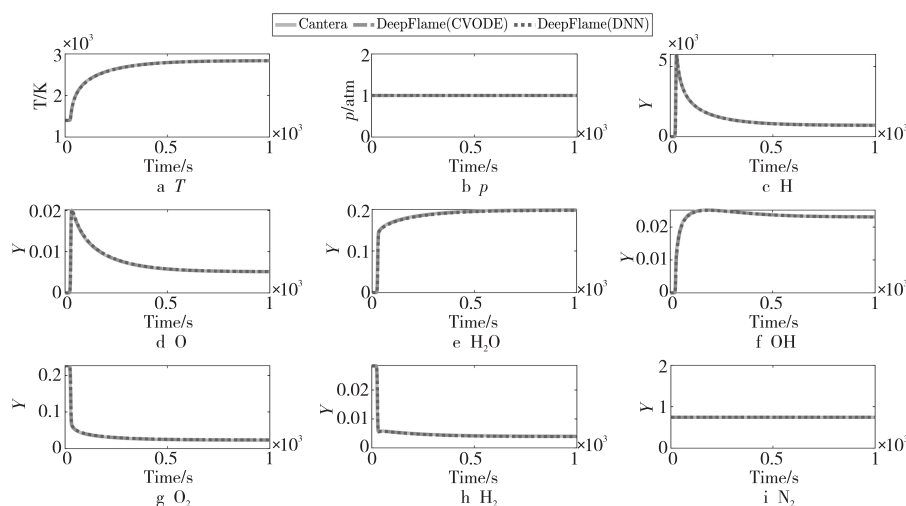 Cantera DeepFlame(CVODE) DeepFlame(DNN)
×10³
3
2
1
T/K
0 0.5 1
×10³
Time/s
a T
2
1
0
p/atm
0 0.5 1
×10³
Time/s
b p
×10³
5
0
Y
0 0.5 1
×10³
Time/s
c H
0.02
0.01
0
Y
0 0.5 1
×10³
Time/s
d O
0.2
0.1
0
Y
0 0.5 1
×10³
Time/s
e H₂O
0.02
0.01
0
Y
0 0.5 1
×10³
Time/s
f OH
0.2
0.1
0
Y
0 0.5 1
×10³
Time/s
g O₂
0.02
0.01
0
Y
0 0.5 1
×10³
Time/s
h H₂
2
1
0
Y
0 0.5 1
×10³
Time/s
i N₂